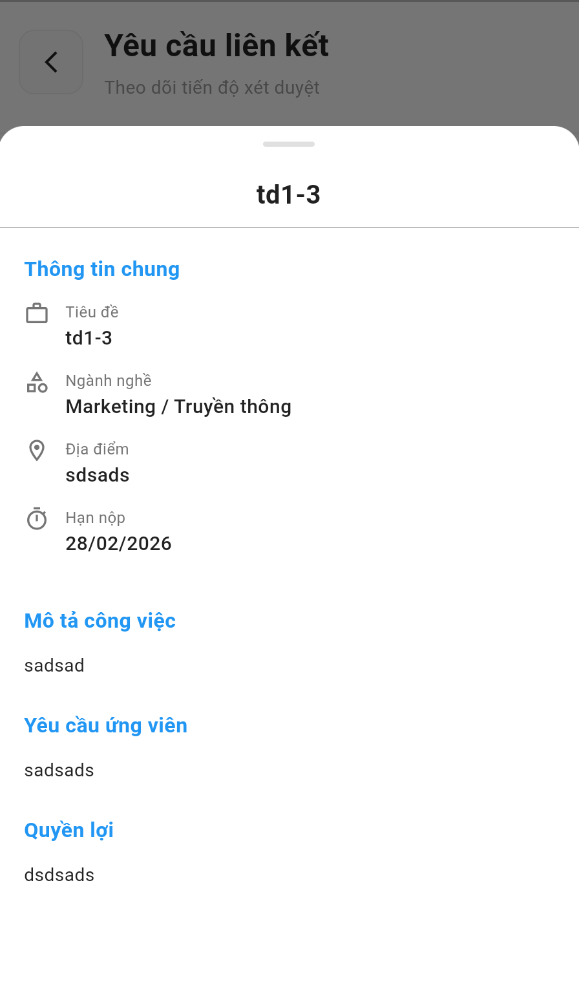 Yêu cầu liên kết
Theo dõi tiến độ xét duyệt
td1-3
Thông tin chung
Tiêu đề
td1-3
Ngành nghề
Marketing / Truyền thông
Địa điểm
sdsads
Hạn nộp
28/02/2026
Mô tả công việc
sadsad
Yêu cầu ứng viên
sadsads
Quyền lợi
dsdsads